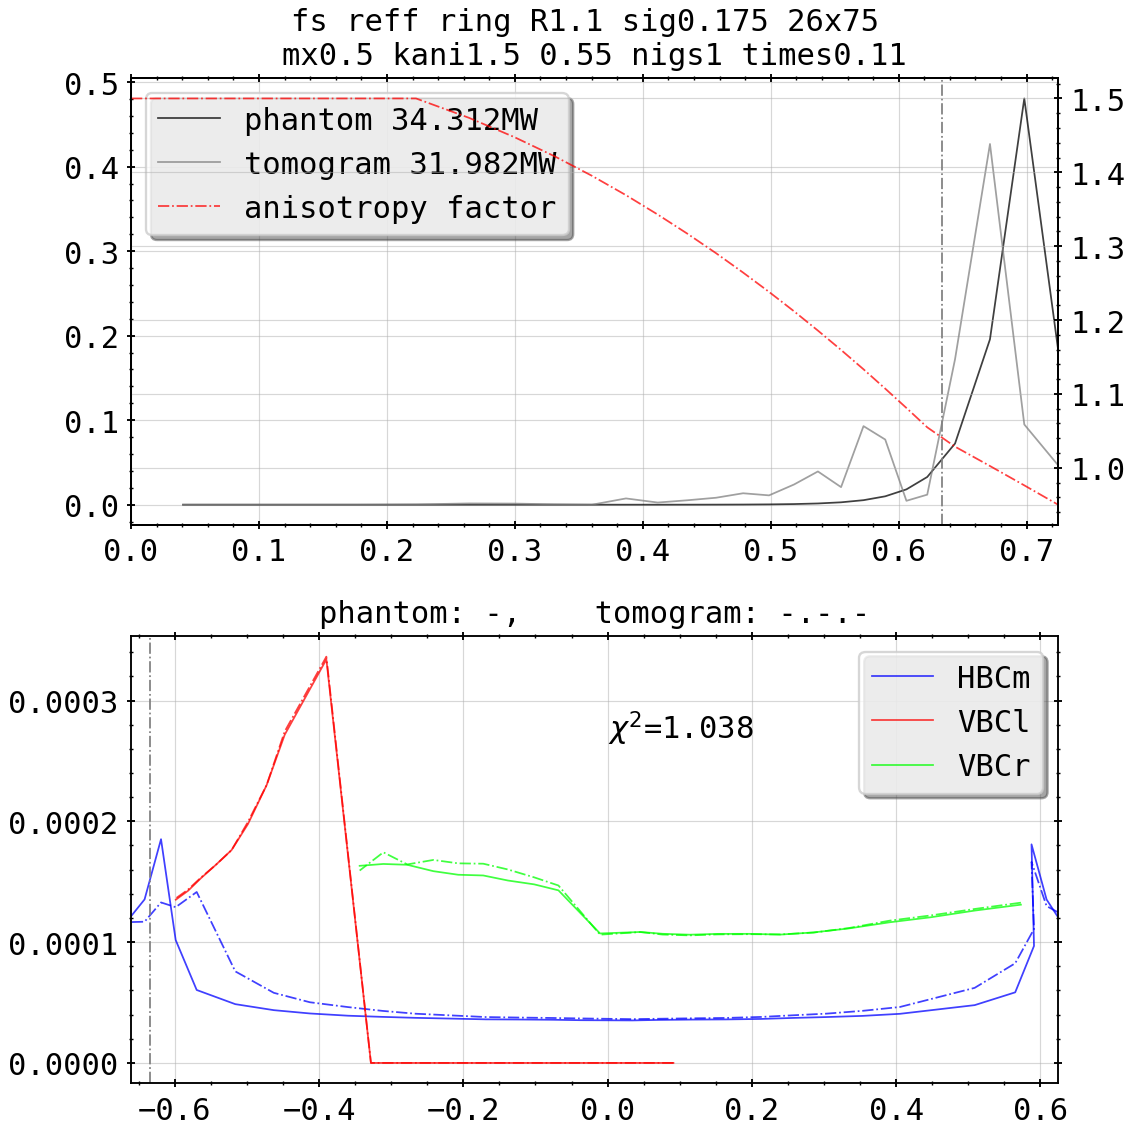 fs reff ring R1.1 sig0.175 26x75
mx0.5 kani1.5 0.55 nigs1 times0.11
phantom 34.312MW
tomogram 31.982MW
anisotropy factor
0.5
0.4
0.3
0.2
0.1
0.0
1.5
1.4
1.3
1.2
1.1
1.0
0.0 0.1 0.2 0.3 0.4 0.5 0.6 0.7
phantom: -, tomogram: -.-.-
HBCm
VBCl
VBCr
χ²=1.038
0.0003
0.0002
0.0001
0.0000
−0.6 −0.4 −0.2 0.0 0.2 0.4 0.6